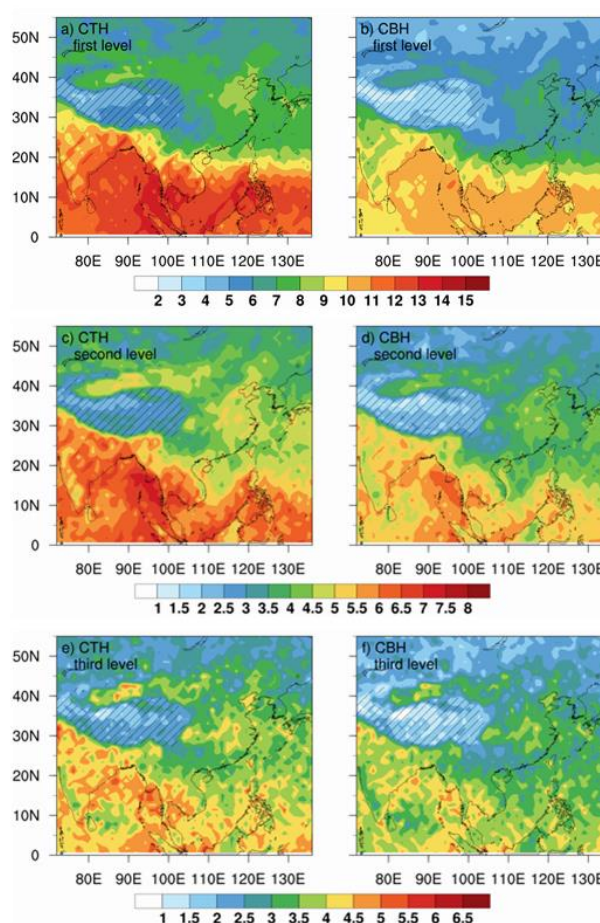 a) CTH
first level
b) CBH
first level
50N
40N
30N
20N
10N
0
80E 90E 100E 110E 120E 130E
80E 90E 100E 110E 120E 130E
2 3 4 5 6 7 8 9 10 11 12 13 14 15
c) CTH
second level
d) CBH
second level
50N
40N
30N
20N
10N
0
80E 90E 100E 110E 120E 130E
80E 90E 100E 110E 120E 130E
1 1.5 2 2.5 3 3.5 4 4.5 5 5.5 6 6.5 7 7.5 8
e) CTH
third level
f) CBH
third level
50N
40N
30N
20N
10N
0
80E 90E 100E 110E 120E 130E
80E 90E 100E 110E 120E 130E
1 1.5 2 2.5 3 3.5 4 4.5 5 5.5 6 6.5